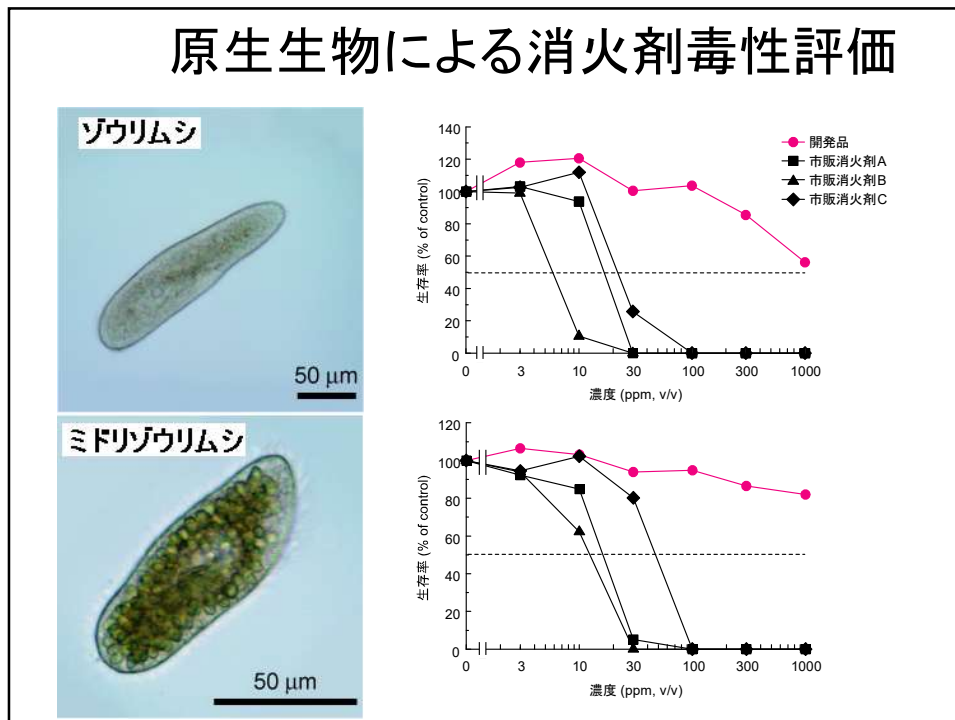 原生生物による消火剤毒性評価
ゾウリムシ
50 μm
140
120
100
80
60
40
20
0
生存率 (% of control)
0 3 10 30 100 300 1000
濃度 (ppm, v/v)
開発品
市販消火剤A
市販消火剤B
市販消火剤C
ミドリゾウリムシ
50 μm
120
100
80
60
40
20
0
生存率 (% of control)
0 3 10 30 100 300 1000
濃度 (ppm, v/v)